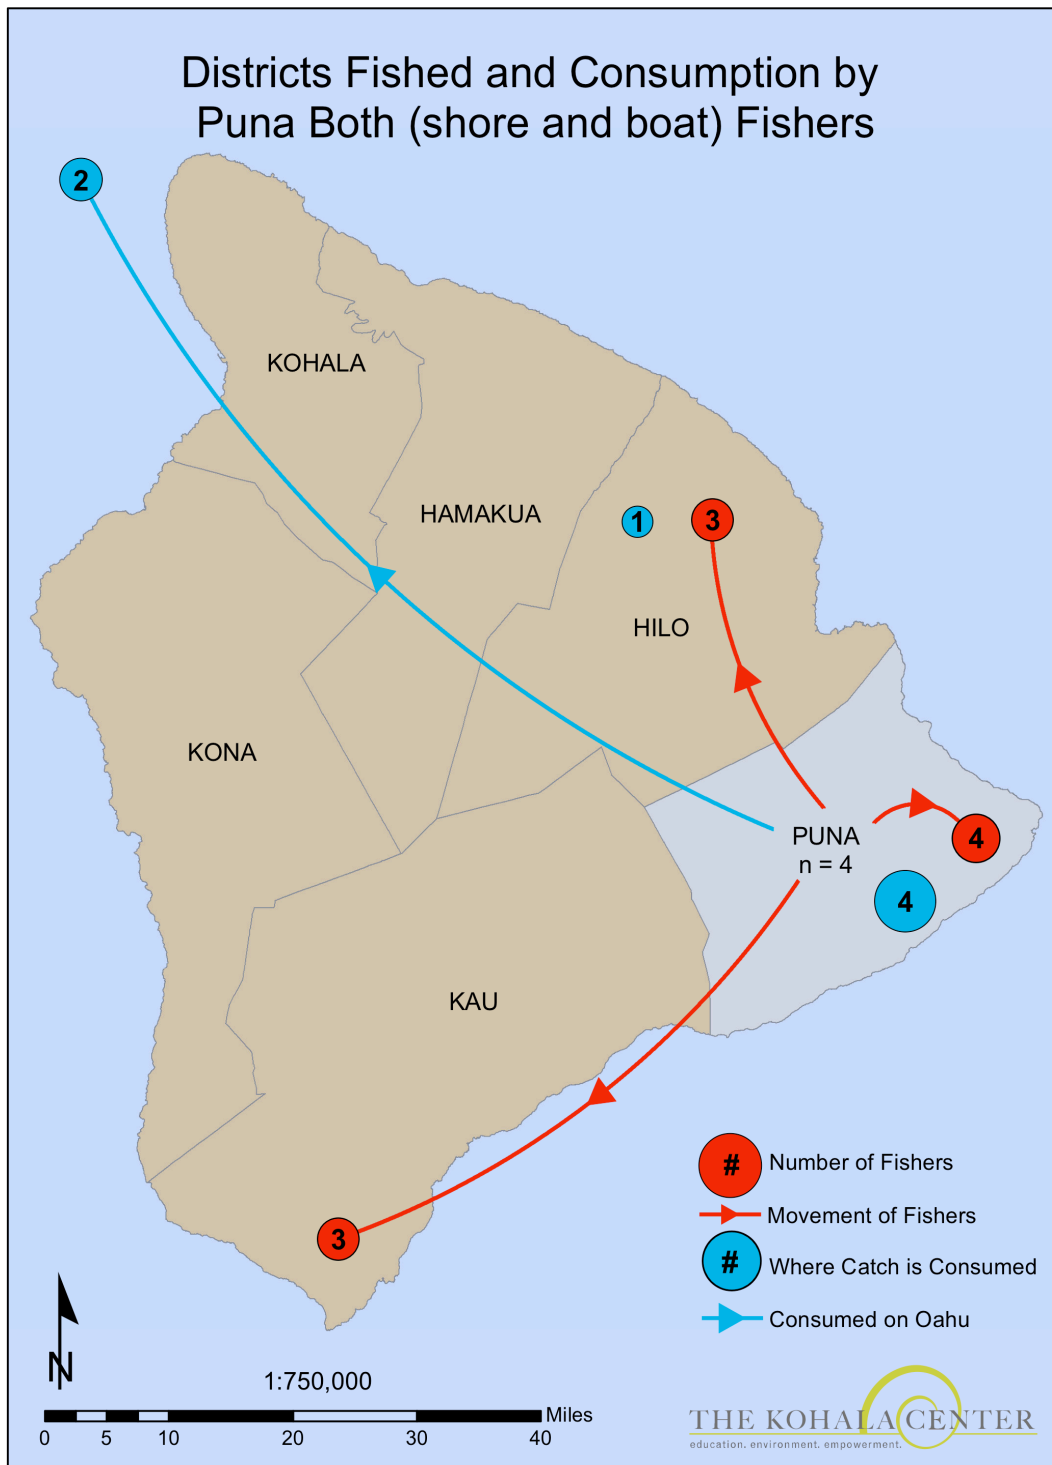 Districts Fished and Consumption by
Puna Both (shore and boat) Fishers
2
KOHALA
HAMAKUA
1
3
HILO
KONA
PUNA
n = 4
4
4
KAU
3
# Number of Fishers
Movement of Fishers
# Where Catch is Consumed
Consumed on Oahu
N
1:750,000
Miles
0 5 10 20 30 40
THE KOHALA CENTER
education. environment. empowerment.